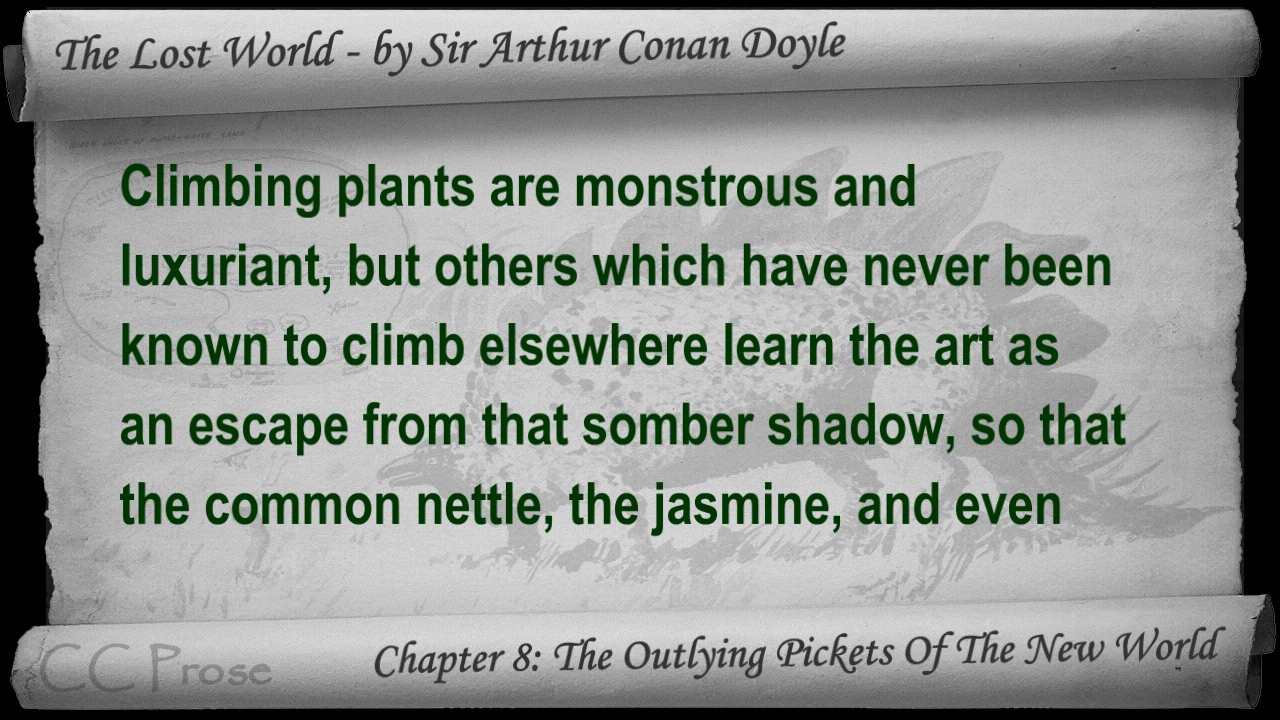 The Lost World - by Sir Arthur Conan Doyle
Climbing plants are monstrous and
luxuriant, but others which have never been
known to climb elsewhere learn the art as
an escape from that somber shadow, so that
the common nettle, the jasmine, and even
CC Prose
Chapter 8: The Outlying Pickets Of The New World